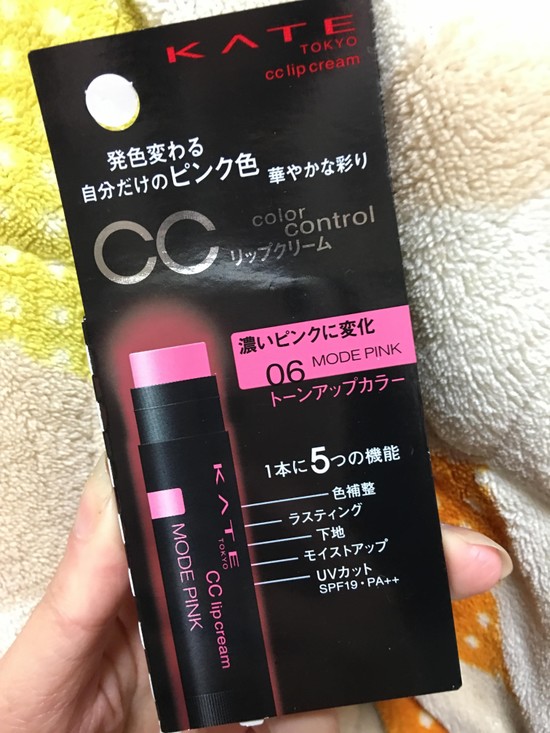 KATE
TOKYO
cc lip cream
発色変わる
自分だけのピンク色 華やかな彩り
CC color control
リップクリーム
濃いピンクに変化
06 MODE PINK
トーンアップカラー
1本に5つの機能
色補整
ラスティング
下地
モイストアップ
UVカット
SPF19・PA++
KATE
TOKYO
CC lip cream
MODE PINK